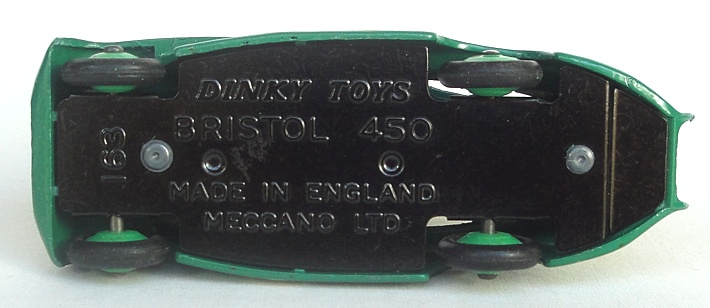 DINKY TOYS
BRISTOL 450
163
MADE IN ENGLAND
MECCANO LTD